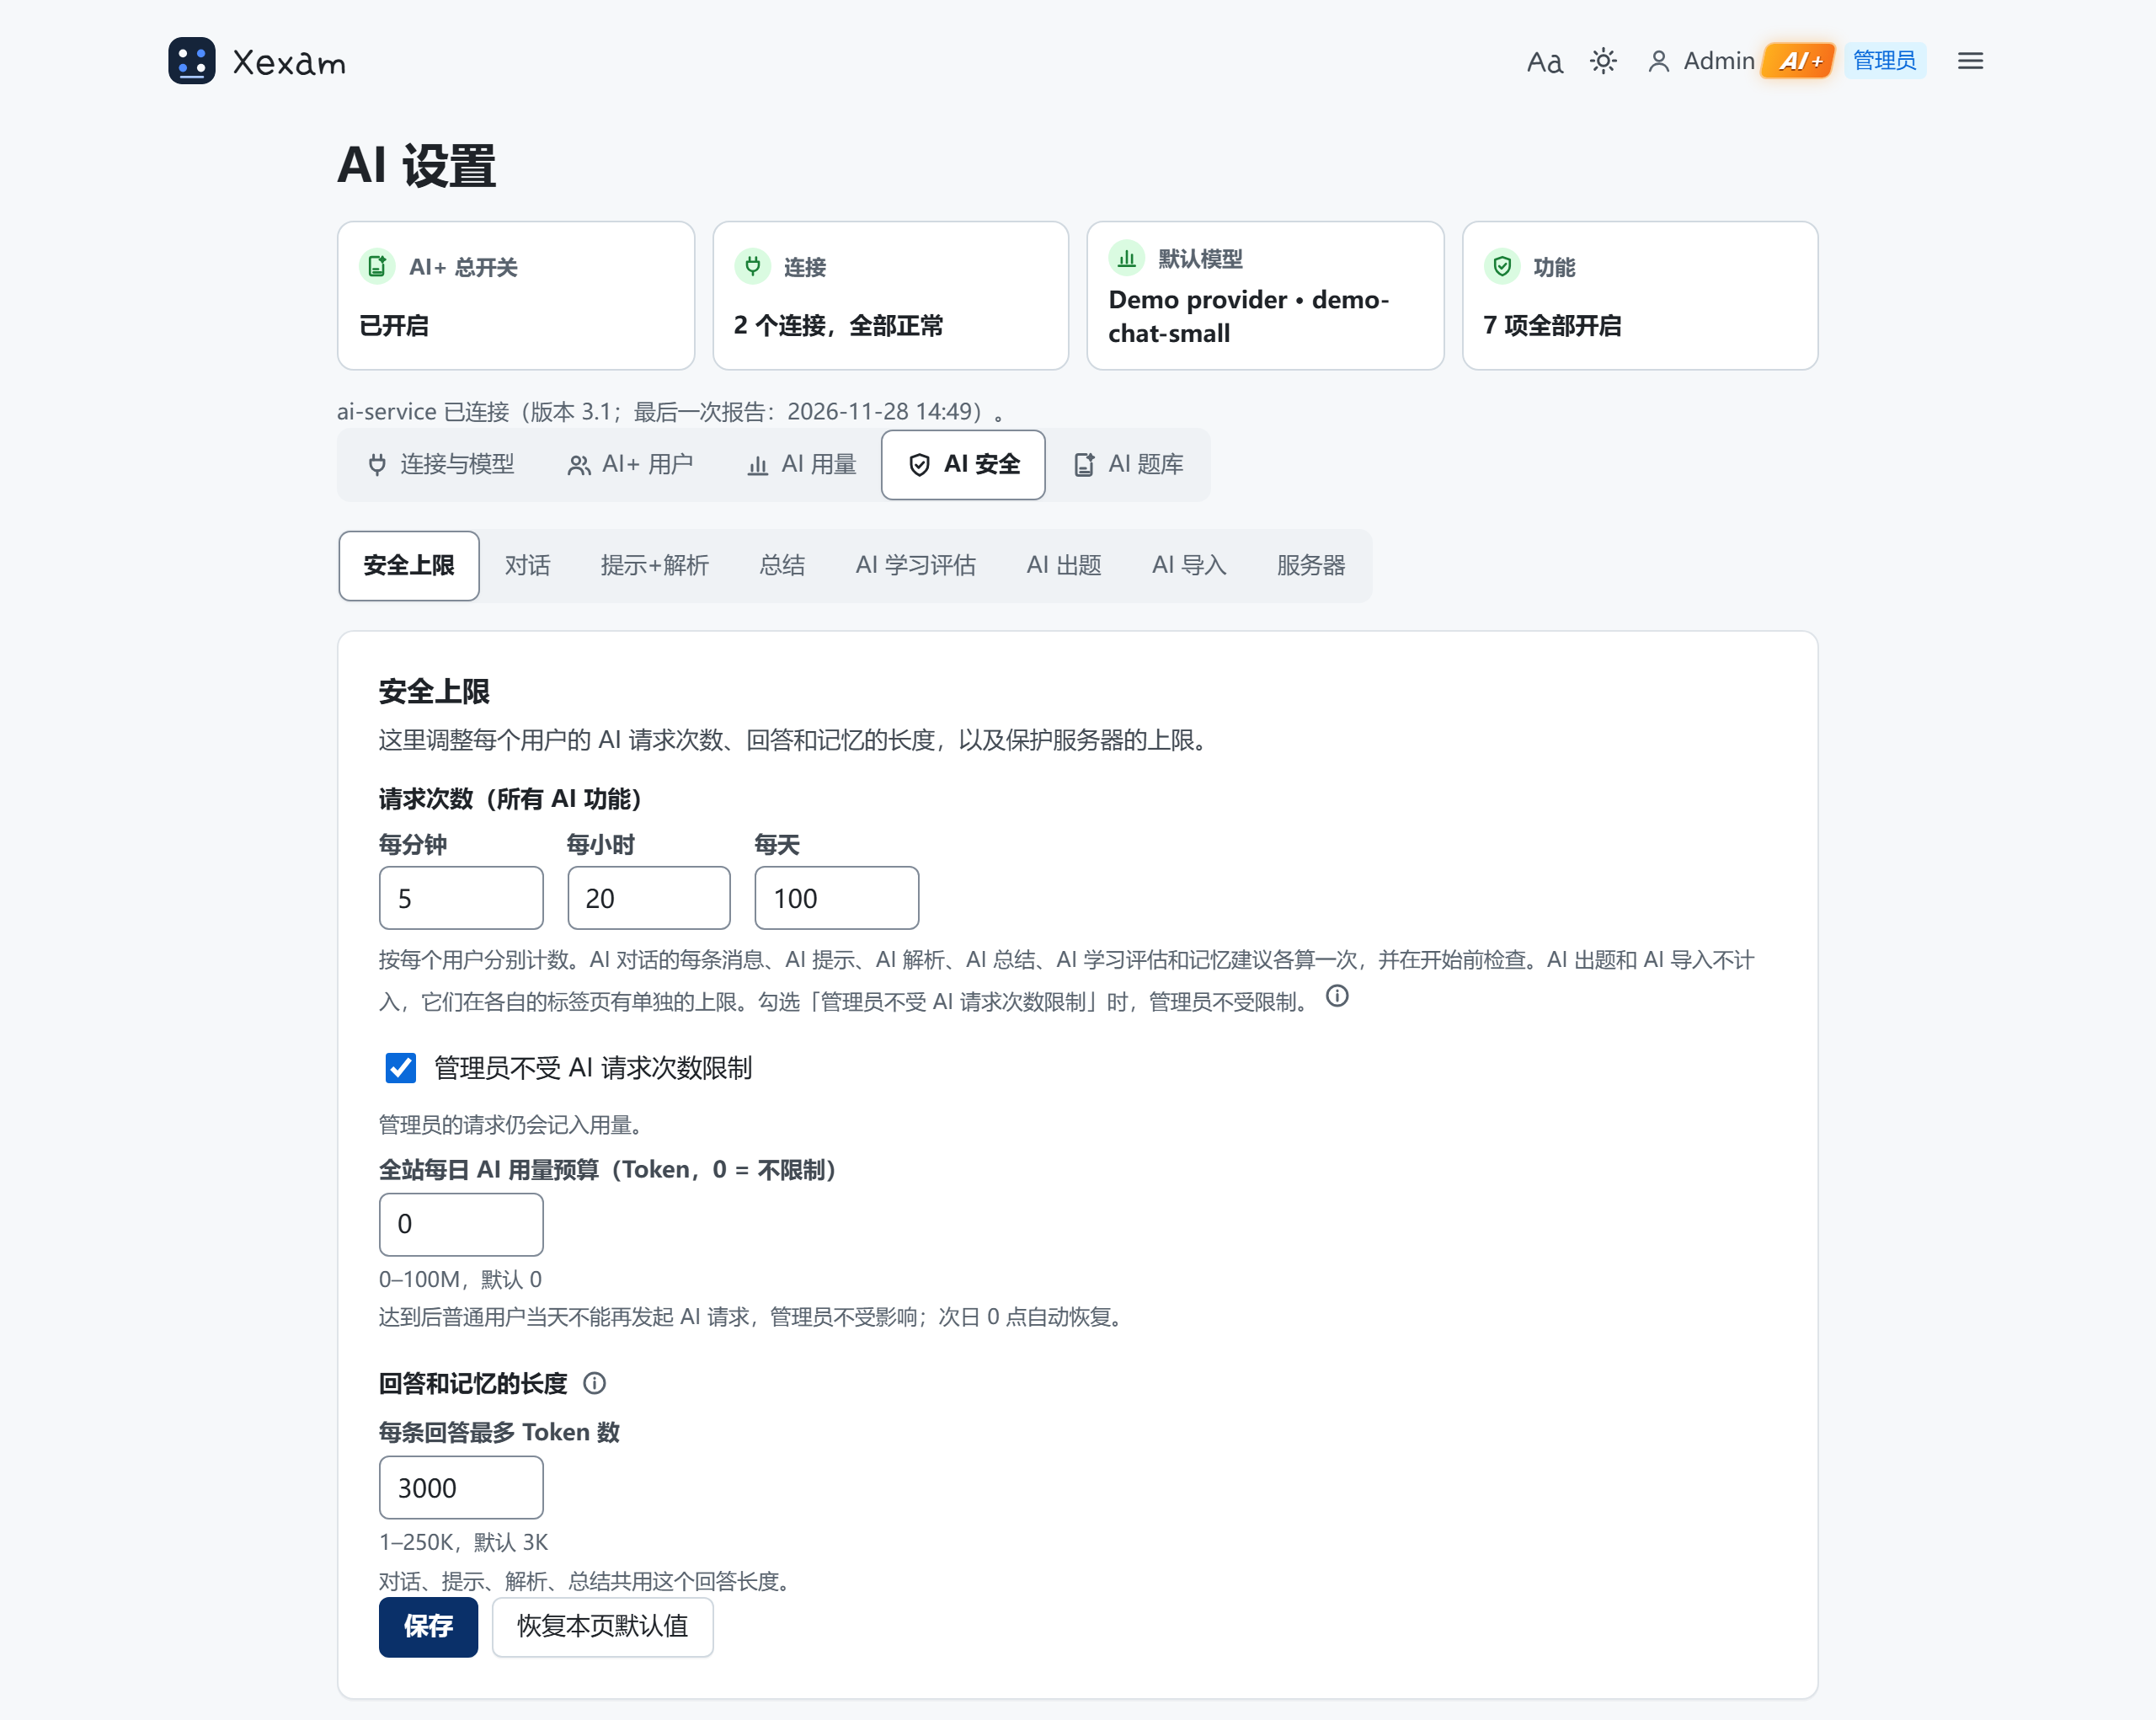 Xexam
Aa Admin AI+ 管理员
AI 设置
AI+ 总开关
已开启
连接
2 个连接，全部正常
默认模型
Demo provider • demo-
chat-small
功能
7 项全部开启
ai-service 已连接（版本 3.1；最后一次报告：2026-11-28 14:49）。
连接与模型 AI+ 用户 AI 用量 AI 安全 AI 题库
安全上限 对话 提示+解析 总结 AI 学习评估 AI 出题 AI 导入 服务器
安全上限
这里调整每个用户的 AI 请求次数、回答和记忆的长度，以及保护服务器的上限。
请求次数（所有 AI 功能）
每分钟 每小时 每天
5 20 100
按每个用户分别计数。AI 对话的每条消息、AI 提示、AI 解析、AI 总结、AI 学习评估和记忆建议各算一次，并在开始前检查。AI 出题和 AI 导入不计
入，它们在各自的标签页有单独的上限。勾选「管理员不受 AI 请求次数限制」时，管理员不受限制。
管理员不受 AI 请求次数限制
管理员的请求仍会记入用量。
全站每日 AI 用量预算（Token，0 = 不限制）
0
0–100M，默认 0
达到后普通用户当天不能再发起 AI 请求，管理员不受影响；次日 0 点自动恢复。
回答和记忆的长度
每条回答最多 Token 数
3000
1–250K，默认 3K
对话、提示、解析、总结共用这个回答长度。
保存 恢复本页默认值